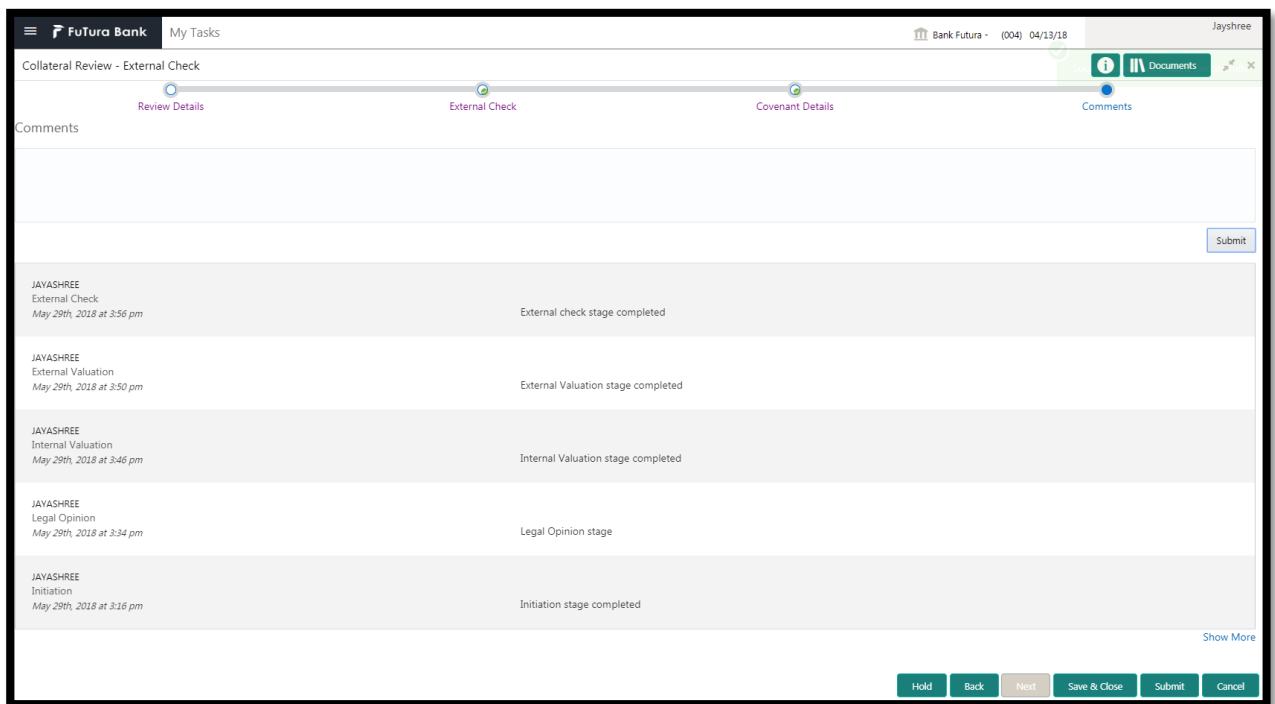 FuTura Bank My Tasks Bank Futura - (004) 04/13/18 Jayshree
Collateral Review - External Check i Documents
Review Details External Check Covenant Details Comments
Comments
Submit
JAYASHREE
External Check
May 29th, 2018 at 3:56 pm External check stage completed
JAYASHREE
External Valuation
May 29th, 2018 at 3:50 pm External Valuation stage completed
JAYASHREE
Internal Valuation
May 29th, 2018 at 3:46 pm Internal Valuation stage completed
JAYASHREE
Legal Opinion
May 29th, 2018 at 3:34 pm Legal Opinion stage
JAYASHREE
Initiation
May 29th, 2018 at 3:16 pm Initiation stage completed
Show More
Hold Back Next Save & Close Submit Cancel